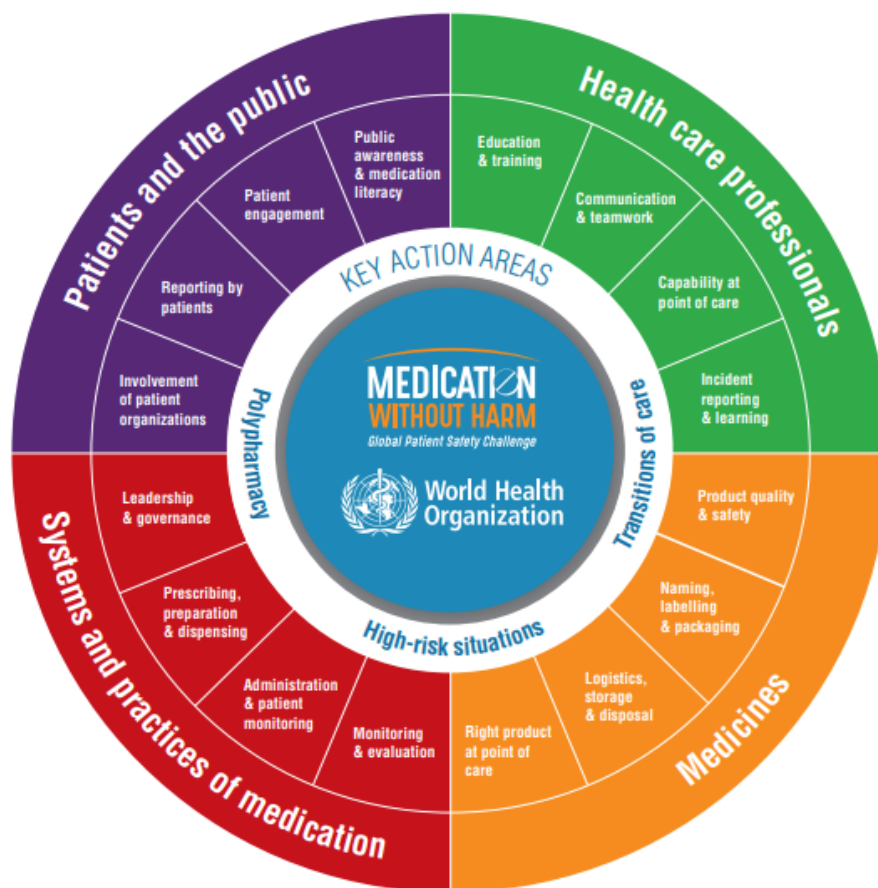 Patients and the public
Public
awareness
& medication
literacy
Patient
engagement
Reporting by
patients
Involvement
of patient
organizations
Health care professionals
Education
& training
Communication
& teamwork
Capability at
point of care
Incident
reporting
& learning
KEY ACTION AREAS
Polypharmacy
Transitions of care
High-risk situations
MEDICATION
WITHOUT HARM
Global Patient Safety Challenge
World Health
Organization
Systems and practices of medication
Leadership
& governance
Prescribing,
preparation
& dispensing
Administration
& patient
monitoring
Monitoring
& evaluation
Medicines
Product quality
& safety
Naming,
labelling
& packaging
Logistics,
storage
& disposal
Right product
at point of
care